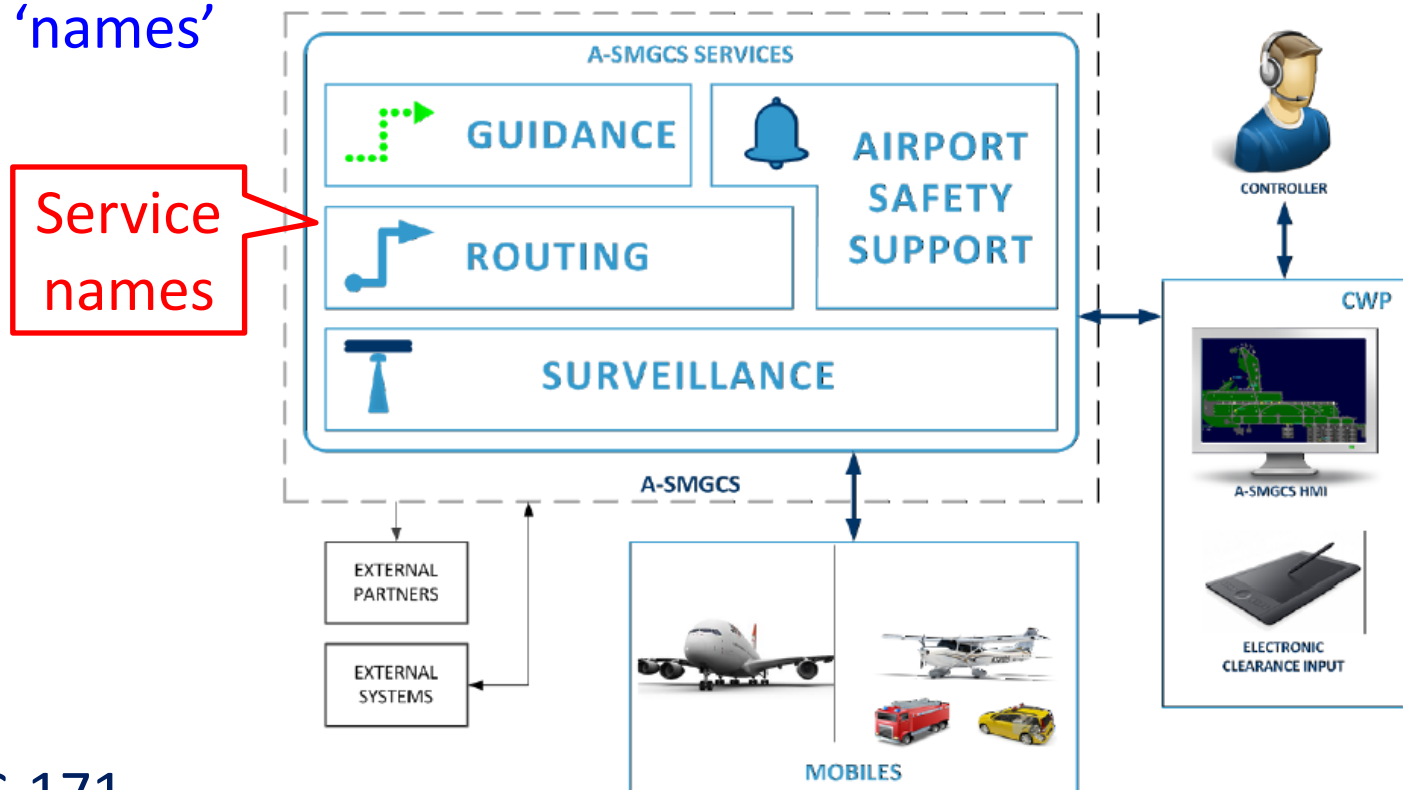 ‘names’
Service
names
A-SMGCS SERVICES
GUIDANCE
AIRPORT
SAFETY
SUPPORT
ROUTING
SURVEILLANCE
A-SMGCS
CONTROLLER
CWP
A-SMGCS HMI
ELECTRONIC
CLEARANCE INPUT
EXTERNAL
PARTNERS
EXTERNAL
SYSTEMS
MOBILES
171